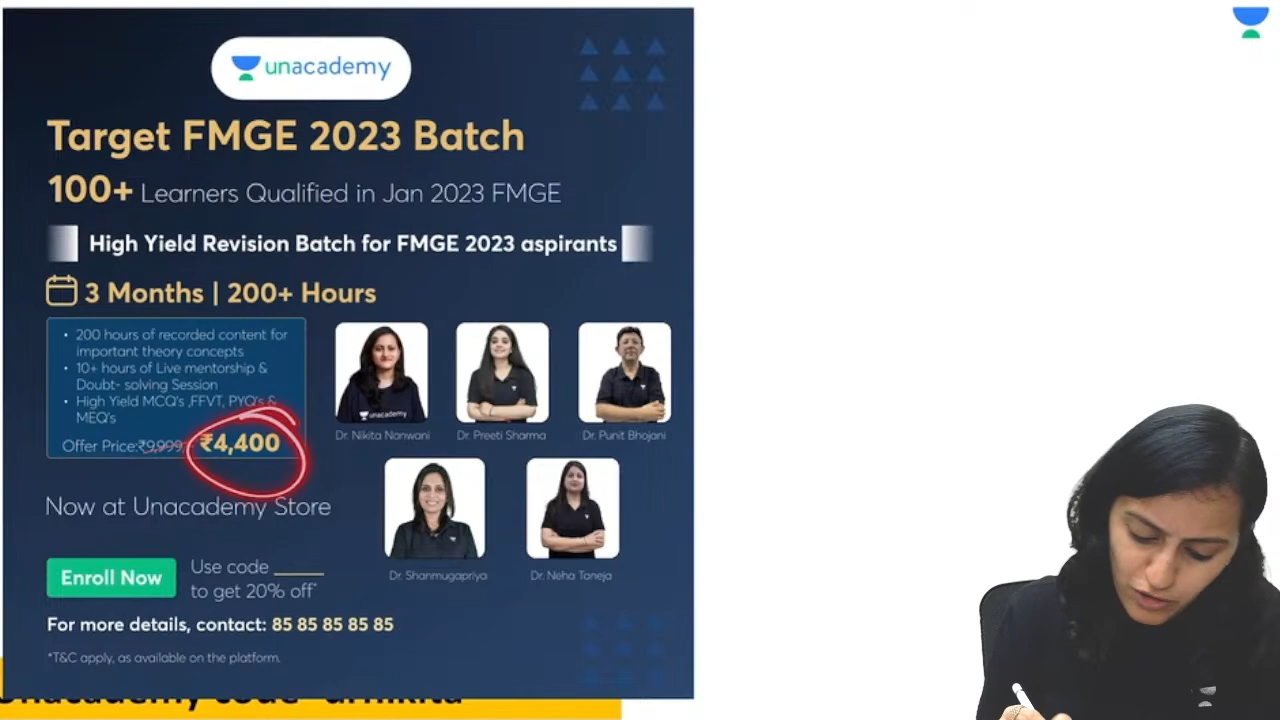 unacademy
Target FMGE 2023 Batch
100+ Learners Qualified in Jan 2023 FMGE
High Yield Revision Batch for FMGE 2023 aspirants
3 Months | 200+ Hours
• 200 hours of recorded content for
important theory concepts
• 10+ hours of Live mentorship &
Doubt- solving Session
• High Yield MCQ's ,FFVT, PYQ's &
MEQ's
Offer Price:₹9,999/- ₹4,400
unacademy
Dr. Nikita Nanwani
Dr. Preeti Sharma
Dr. Punit Bhojani
Now at Unacademy Store
Dr. Shanmugapriya
Dr. Neha Taneja
Enroll Now
Use code _____
to get 20% off*
For more details, contact: 85 85 85 85 85
*T&C apply, as available on the platform.